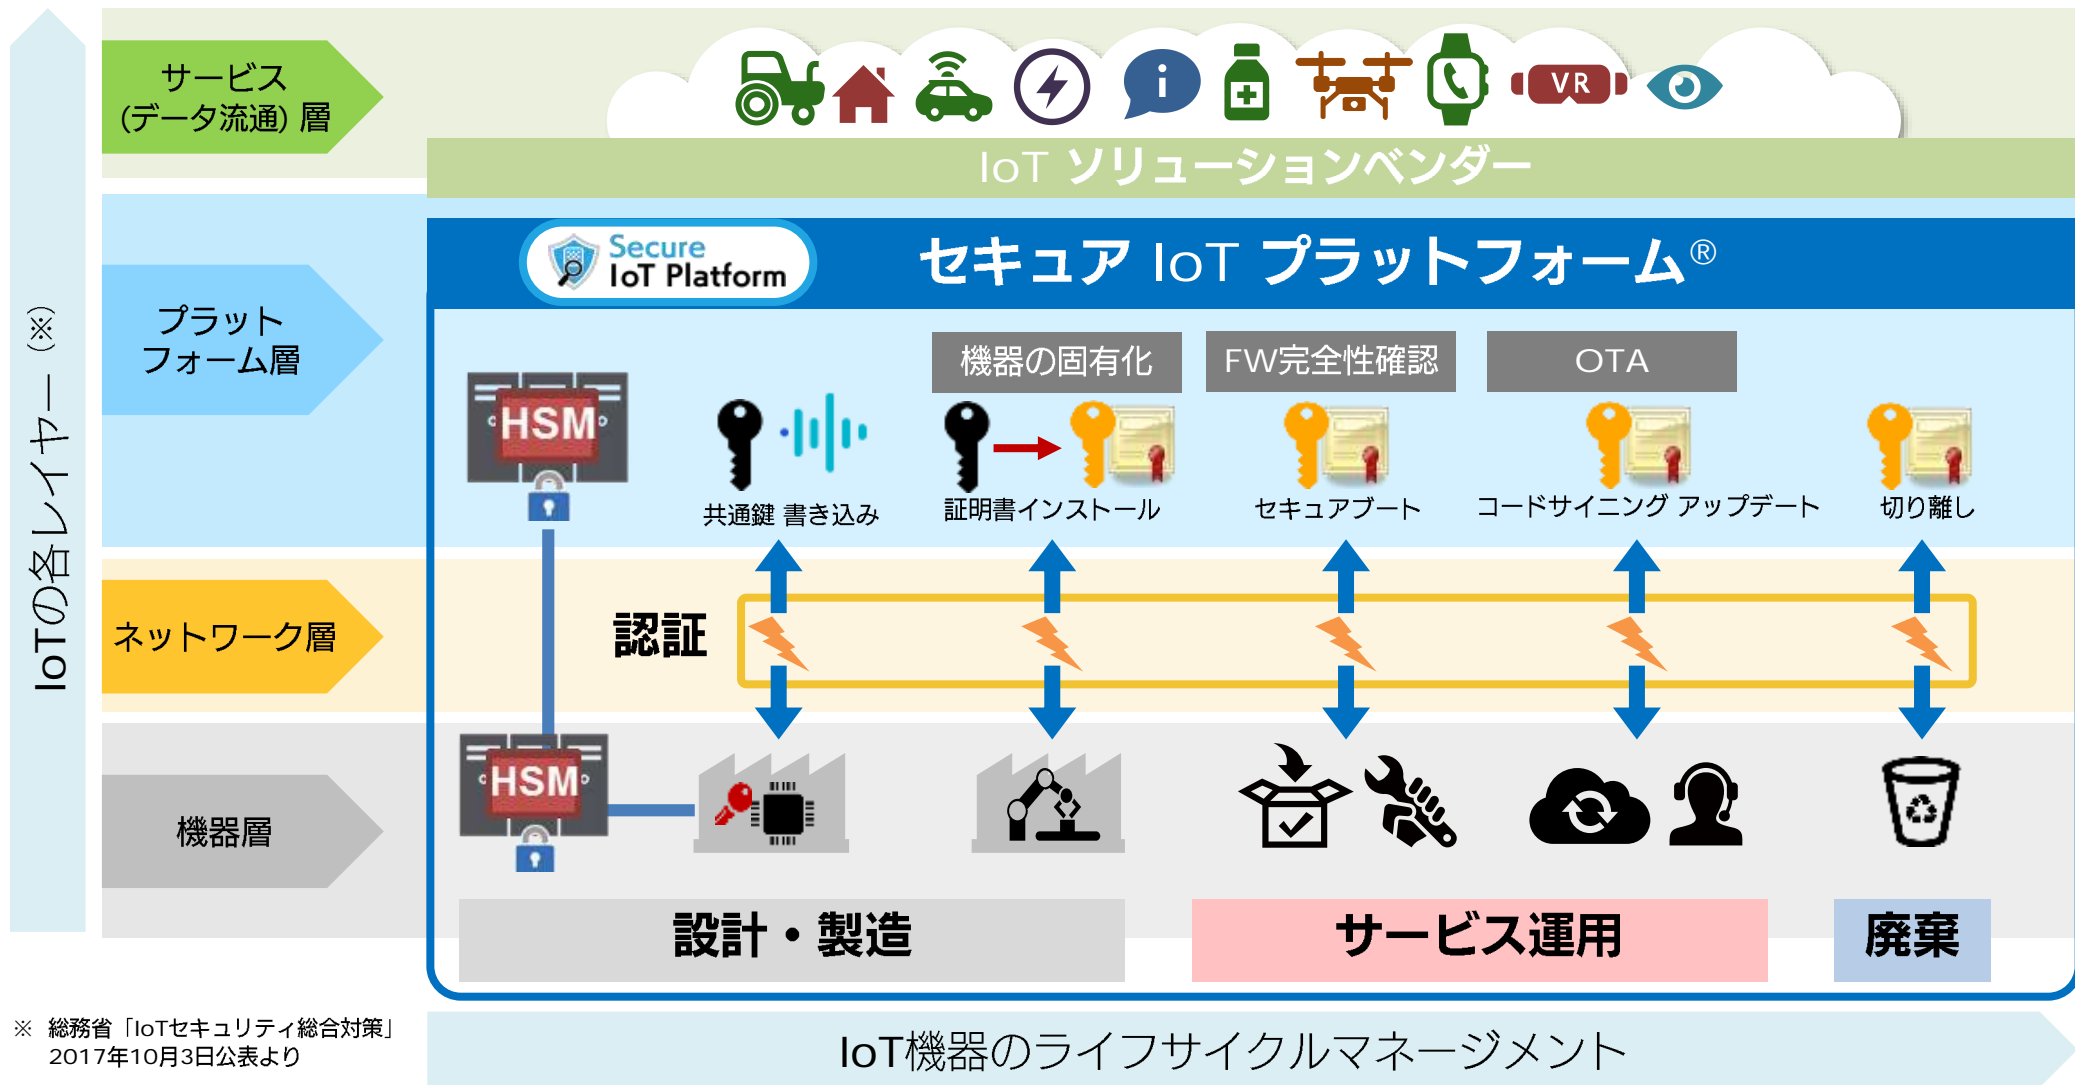 サービス
(データ流通) 層
i
VR
IoT ソリューションベンダー
Secure
IoT Platform
セキュア IoT プラットフォーム®
IoTの各レイヤー (※)
プラット
フォーム層
機器の固有化
FW完全性確認
OTA
HSM
共通鍵 書き込み
証明書インストール
セキュアブート
コードサイニング アップデート
切り離し
ネットワーク層
認証
機器層
HSM
設計・製造
サービス運用
廃棄
※ 総務省「IoTセキュリティ総合対策」
2017年10月3日公表より
IoT機器のライフサイクルマネージメント